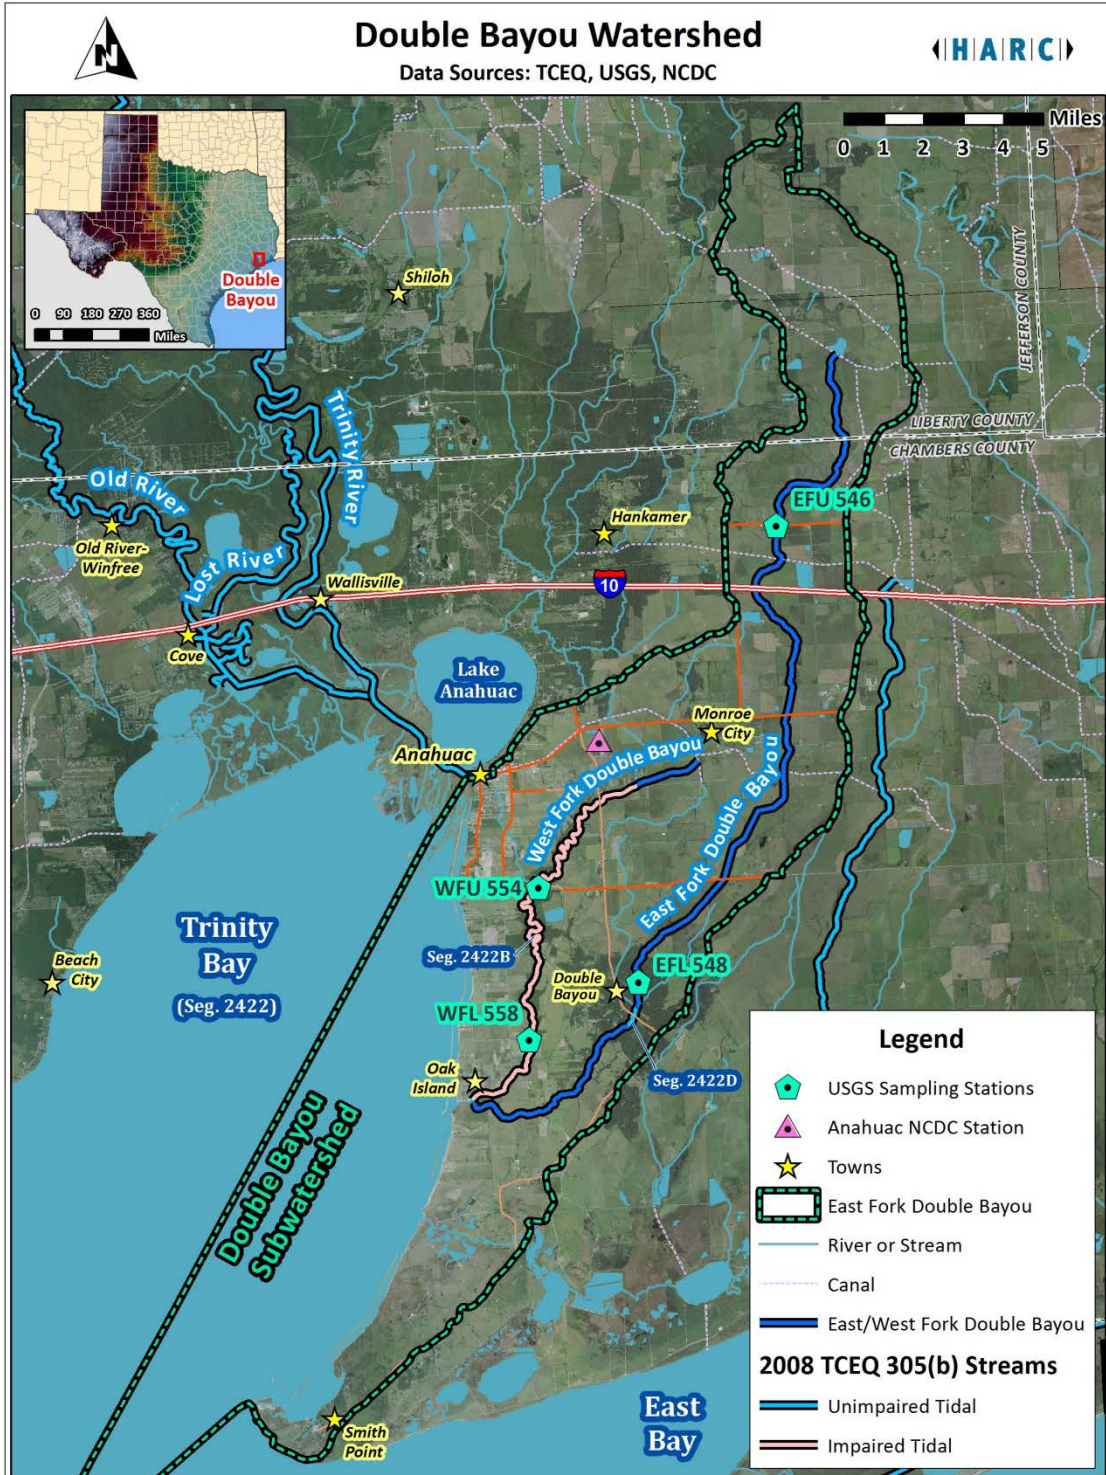 N
Double Bayou Watershed
Data Sources: TCEQ, USGS, NCDC
HARC
Miles
0 1 2 3 4 5
Double
Bayou
0 90 180 270 360
Miles
Shiloh
JEFFERSON COUNTY
LIBERTY COUNTY
CHAMBERS COUNTY
Trinity River
Old River
Old River-
Winfree
Lost River
Wallisville
Cove
Hankamer
EFU 546
10
Lake
Anahuac
Anahuac
Monroe
City
West Fork Double Bayou
East Fork Double Bayou
WFU 554
Trinity
Bay
(Seg. 2422)
Beach
City
Seg. 2422B
Double
Bayou
EFL 548
WFL 558
Oak
Island
Seg. 2422D
Double Bayou
Subwatershed
Smith
Point
East
Bay
Legend
USGS Sampling Stations
Anahuac NCDC Station
Towns
East Fork Double Bayou
River or Stream
Canal
East/West Fork Double Bayou
2008 TCEQ 305(b) Streams
Unimpaired Tidal
Impaired Tidal